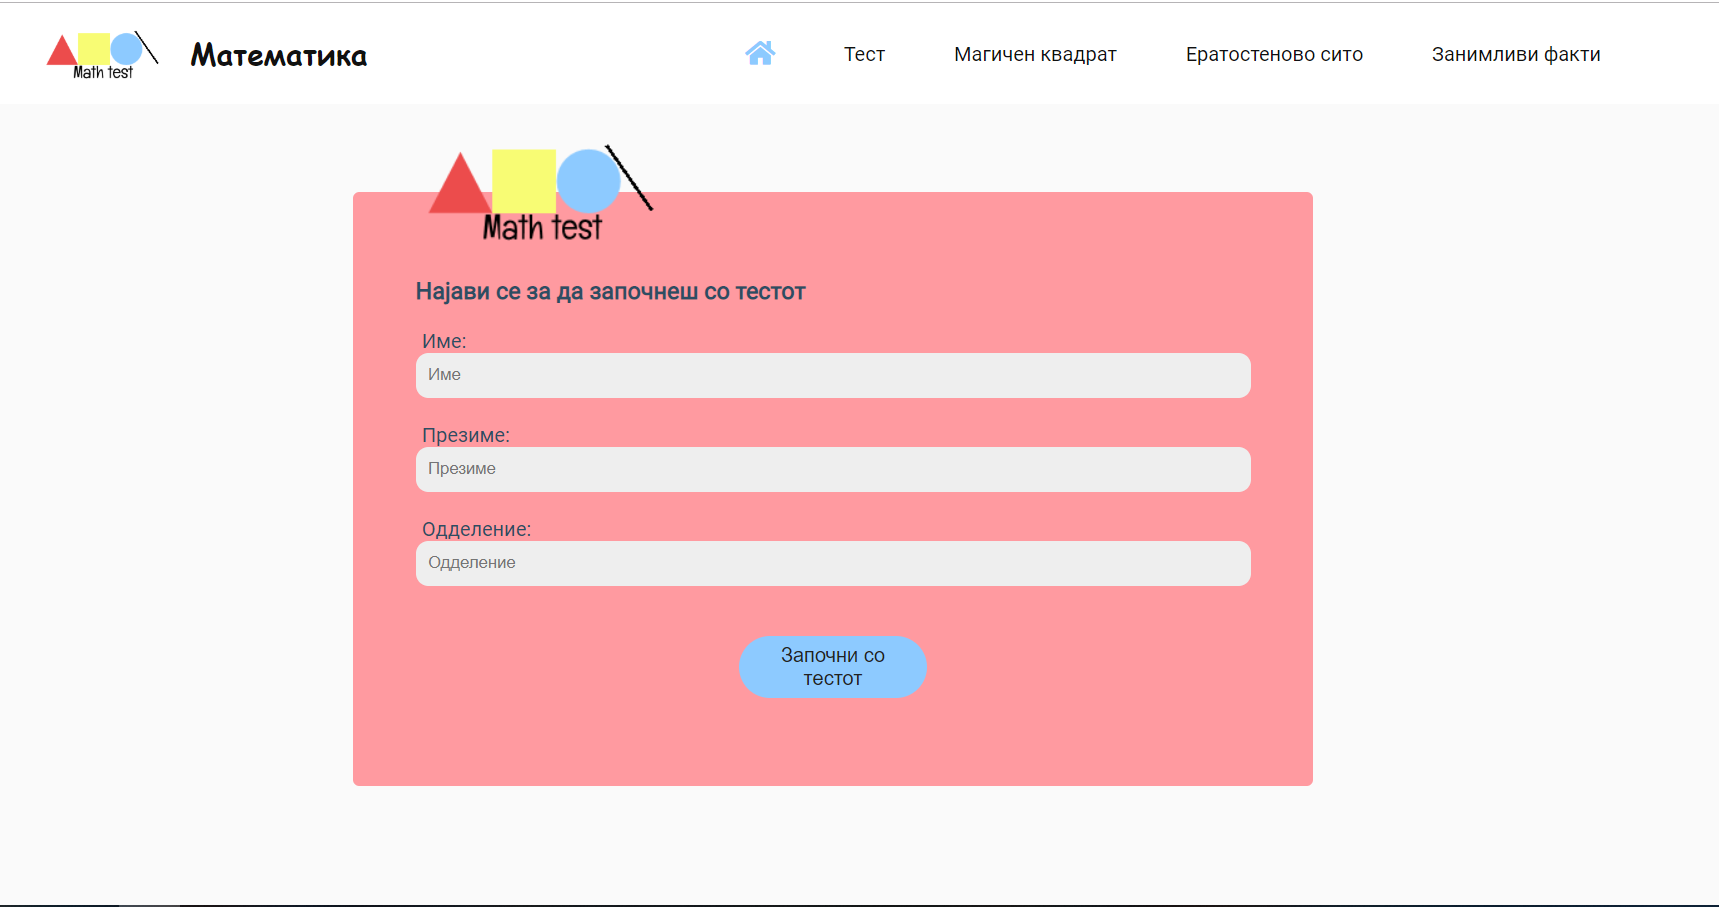 Math test
Математика
Тест
Магичен квадрат
Ератостеново сито
Занимливи факти
Math test
Најави се за да започнеш со тестот
Име:
Име
Презиме:
Презиме
Одделение:
Одделение
Започни со
тестот